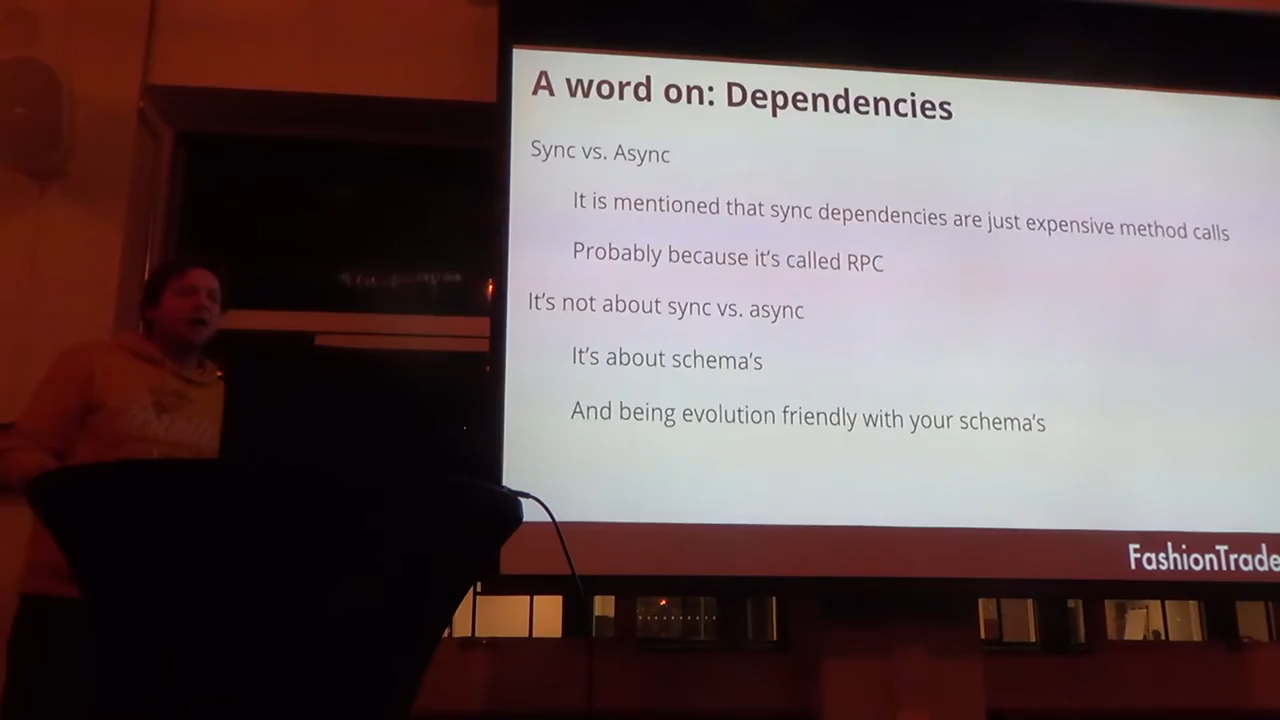 A word on: Dependencies
Sync vs. Async
It is mentioned that sync dependencies are just expensive method calls
Probably because it's called RPC
It's not about sync vs. async
It's about schema's
And being evolution friendly with your schema's
FashionTrade